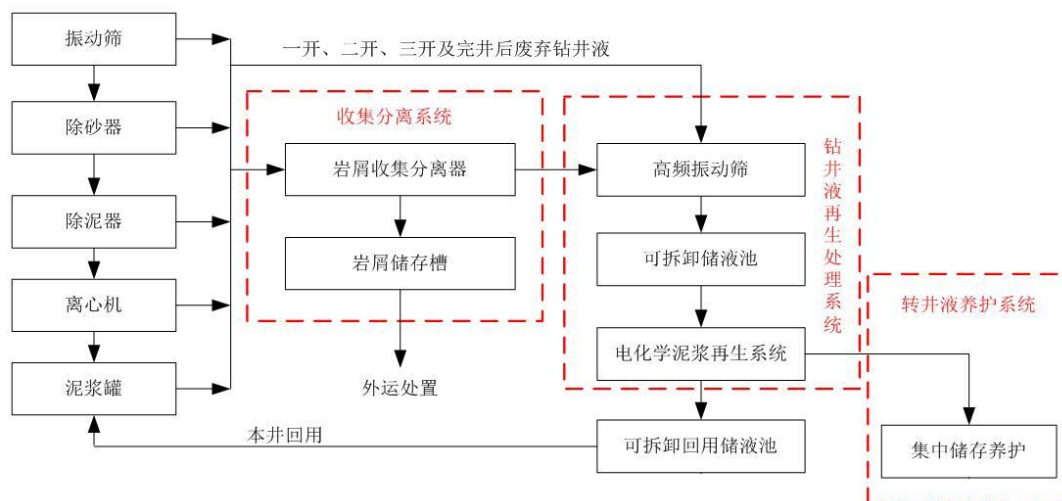 振动筛
一开、二开、三开及完井后废弃钻井液
收集分离系统
除砂器
岩屑收集分离器
高频振动筛
钻井液再生处理系统
除泥器
岩屑储存槽
可拆卸储液池
离心机
转井液养护系统
电化学泥浆再生系统
泥浆罐
外运处置
本井回用
可拆卸回用储液池
集中储存养护